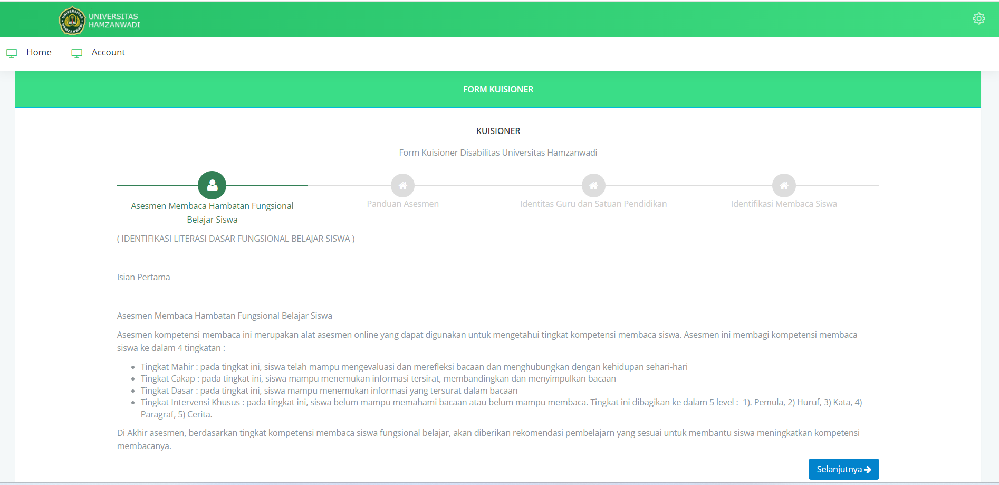 UNIVERSITAS
HAMZANWADI
UNIVERSITAS
HAMZANWADI
Home
Account
FORM KUISIONER
KUISIONER
Form Kuisioner Disabilitas Universitas Hamzanwadi
Asesmen Membaca Hambatan Fungsional
Belajar Siswa
Panduan Asesmen
Identitas Guru dan Satuan Pendidikan
Identifikasi Membaca Siswa
( IDENTIFIKASI LITERASI DASAR FUNGSIONAL BELAJAR SISWA )
Isian Pertama
Asesmen Membaca Hambatan Fungsional Belajar Siswa
Asesmen kompetensi membaca ini merupakan alat asesmen online yang dapat digunakan untuk mengetahui tingkat kompetensi membaca siswa. Asesmen ini membagi kompetensi membaca
siswa ke dalam 4 tingkatan :
• Tingkat Mahir : pada tingkat ini, siswa telah mampu mengevaluasi dan merefleksi bacaan dan menghubungkan dengan kehidupan sehari-hari
• Tingkat Cakap : pada tingkat ini, siswa mampu menemukan informasi tersirat, membandingkan dan menyimpulkan bacaan
• Tingkat Dasar : pada tingkat ini, siswa mampu menemukan informasi yang tersurat dalam bacaan
• Tingkat Intervensi Khusus : pada tingkat ini, siswa belum mampu memahami bacaan atau belum mampu membaca. Tingkat ini dibagikan ke dalam 5 level : 1). Pemula, 2) Huruf, 3) Kata, 4)
Paragraf, 5) Cerita.
Di Akhir asesmen, berdasarkan tingkat kompetensi membaca siswa fungsional belajar, akan diberikan rekomendasi pembelajarn yang sesuai untuk membantu siswa meningkatkan kompetensi
membacanya.
Selanjutnya